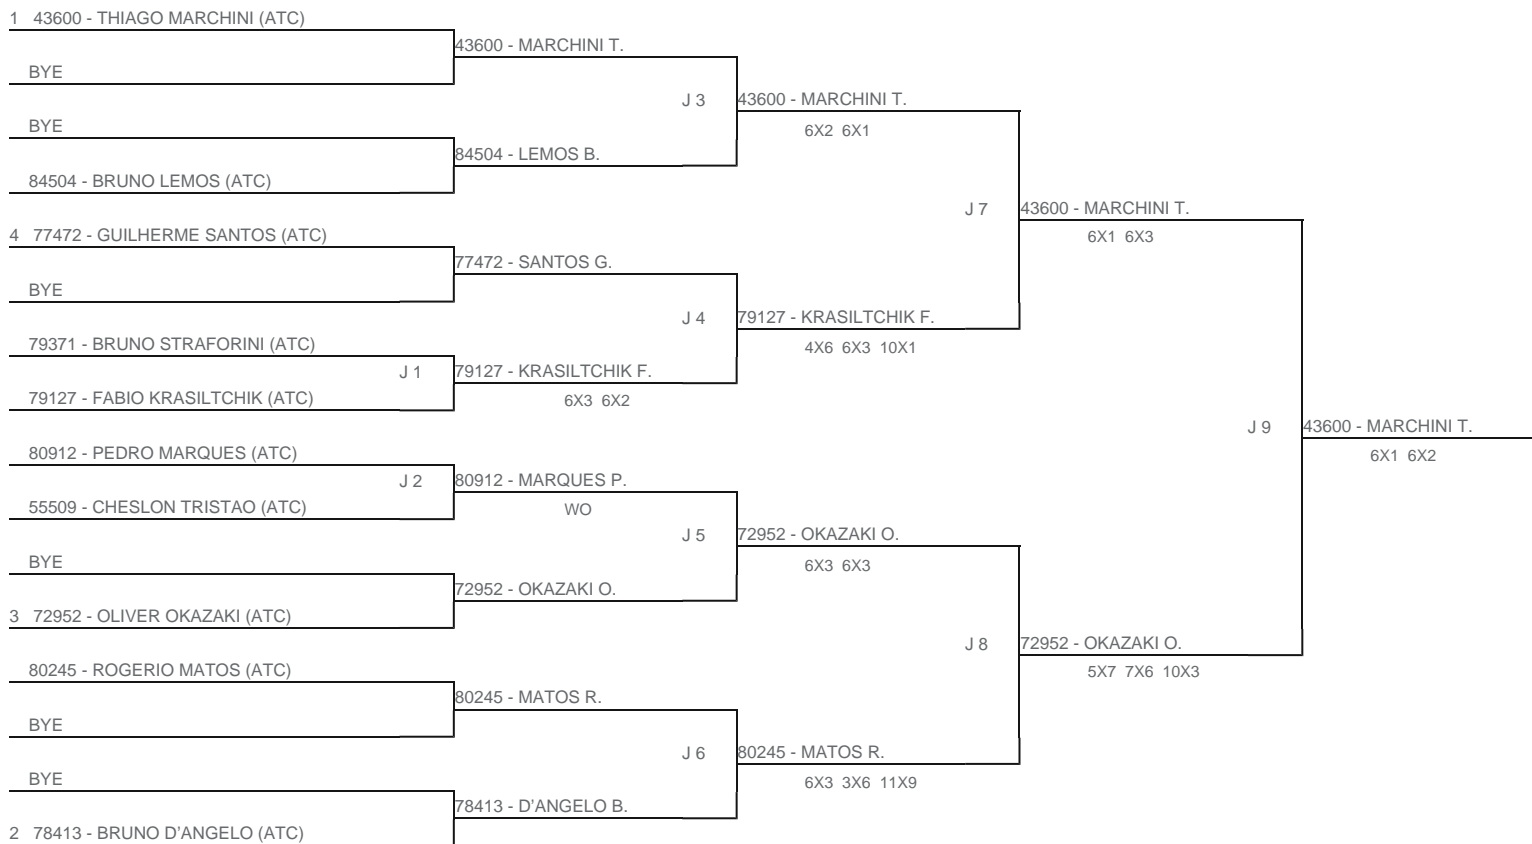 1 43600 - THIAGO MARCHINI (ATC)
43600 - MARCHINI T.
BYE
J 3
43600 - MARCHINI T.
6X2 6X1
BYE
84504 - LEMOS B.
84504 - BRUNO LEMOS (ATC)
J 7
43600 - MARCHINI T.
6X1 6X3
4 77472 - GUILHERME SANTOS (ATC)
77472 - SANTOS G.
BYE
J 4
79127 - KRASILTCHIK F.
4X6 6X3 10X1
79371 - BRUNO STRAFORINI (ATC)
J 1
79127 - KRASILTCHIK F.
6X3 6X2
79127 - FABIO KRASILTCHIK (ATC)
J 9
43600 - MARCHINI T.
6X1 6X2
80912 - PEDRO MARQUES (ATC)
J 2
80912 - MARQUES P.
WO
55509 - CHESLON TRISTAO (ATC)
J 5
72952 - OKAZAKI O.
6X3 6X3
BYE
72952 - OKAZAKI O.
3 72952 - OLIVER OKAZAKI (ATC)
J 8
72952 - OKAZAKI O.
5X7 7X6 10X3
80245 - ROGERIO MATOS (ATC)
80245 - MATOS R.
BYE
J 6
80245 - MATOS R.
6X3 3X6 11X9
BYE
78413 - D'ANGELO B.
2 78413 - BRUNO D'ANGELO (ATC)